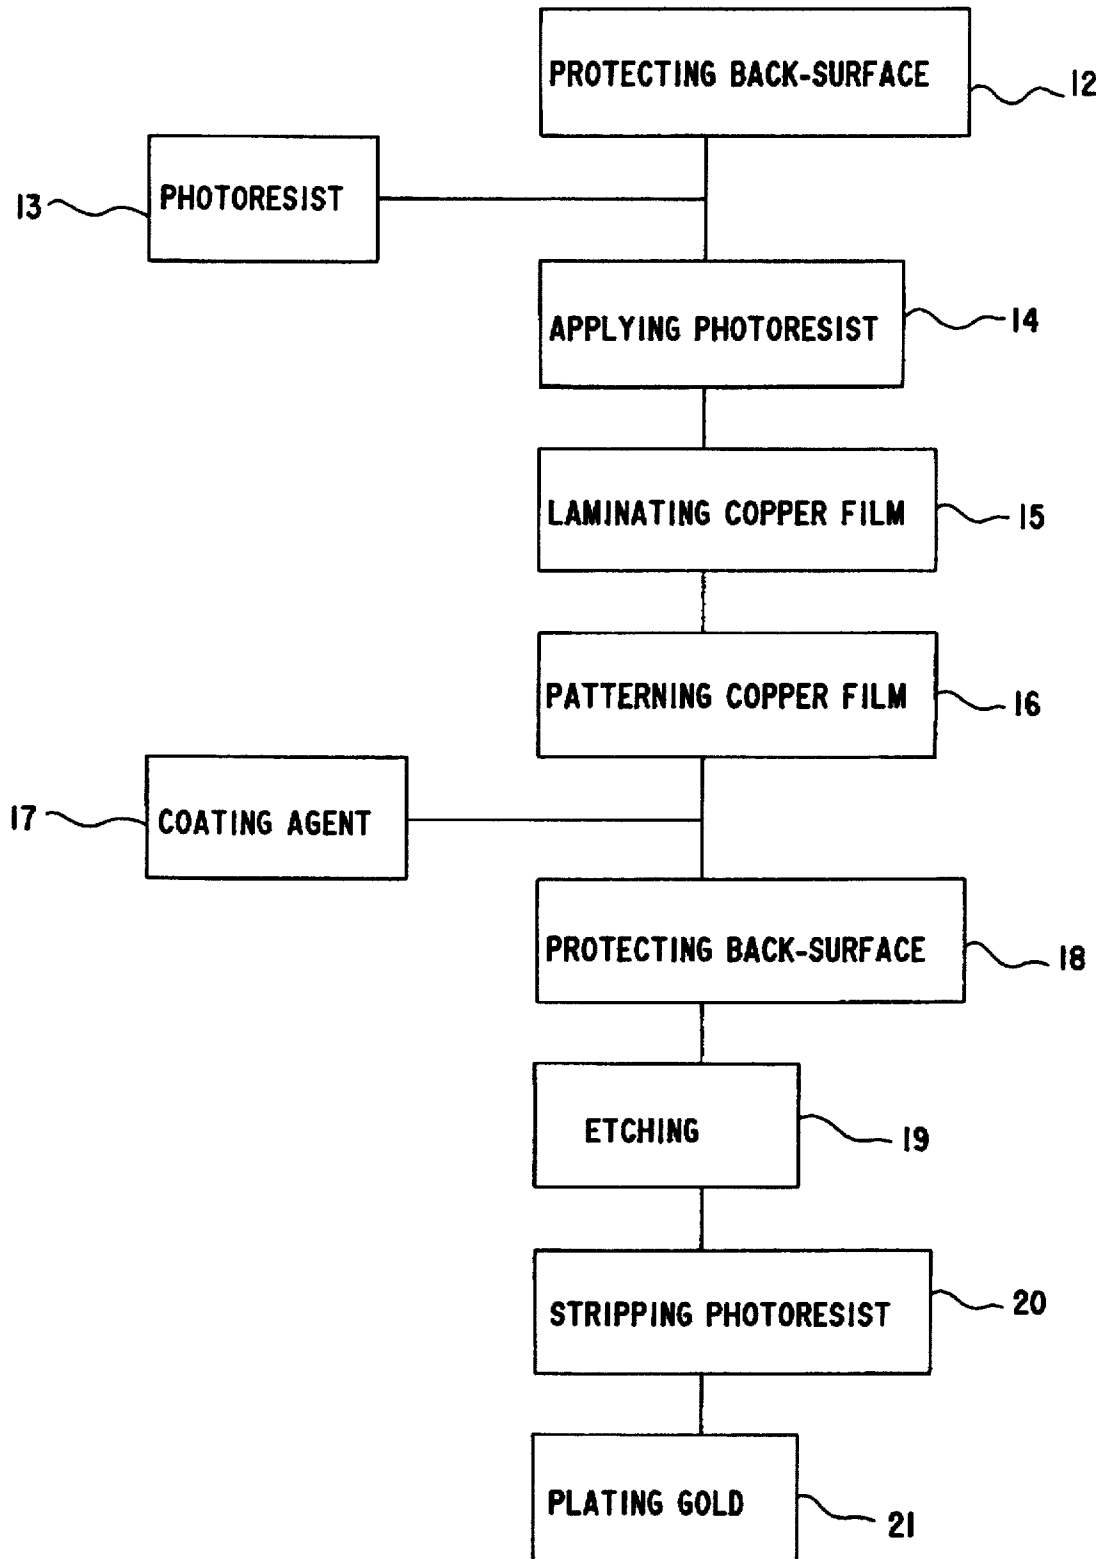 PROTECTING BACK-SURFACE
12
PHOTORESIST
13
APPLYING PHOTORESIST
14
LAMINATING COPPER FILM
15
PATTERNING COPPER FILM
16
COATING AGENT
17
PROTECTING BACK-SURFACE
18
ETCHING
19
STRIPPING PHOTORESIST
20
PLATING GOLD
21